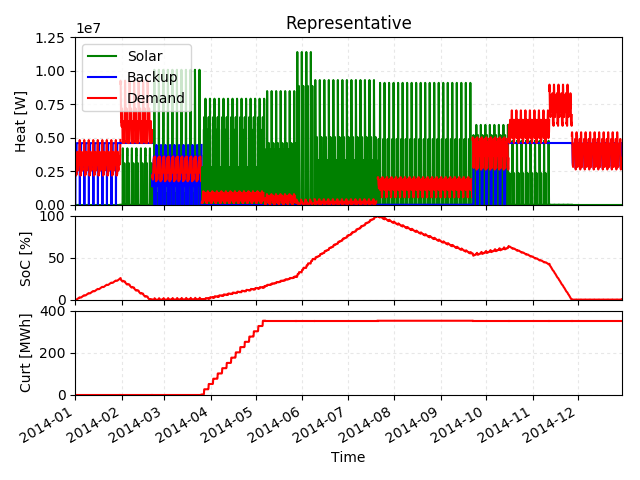 Representative
1e7
1.25
1.00
0.75
0.50
0.25
0.00
Heat [W]
Solar
Backup
Demand
100
50
0
SoC [%]
400
200
0
Curt [MWh]
2014-01
2014-02
2014-03
2014-04
2014-05
2014-06
2014-07
2014-08
2014-09
2014-10
2014-11
2014-12
Time